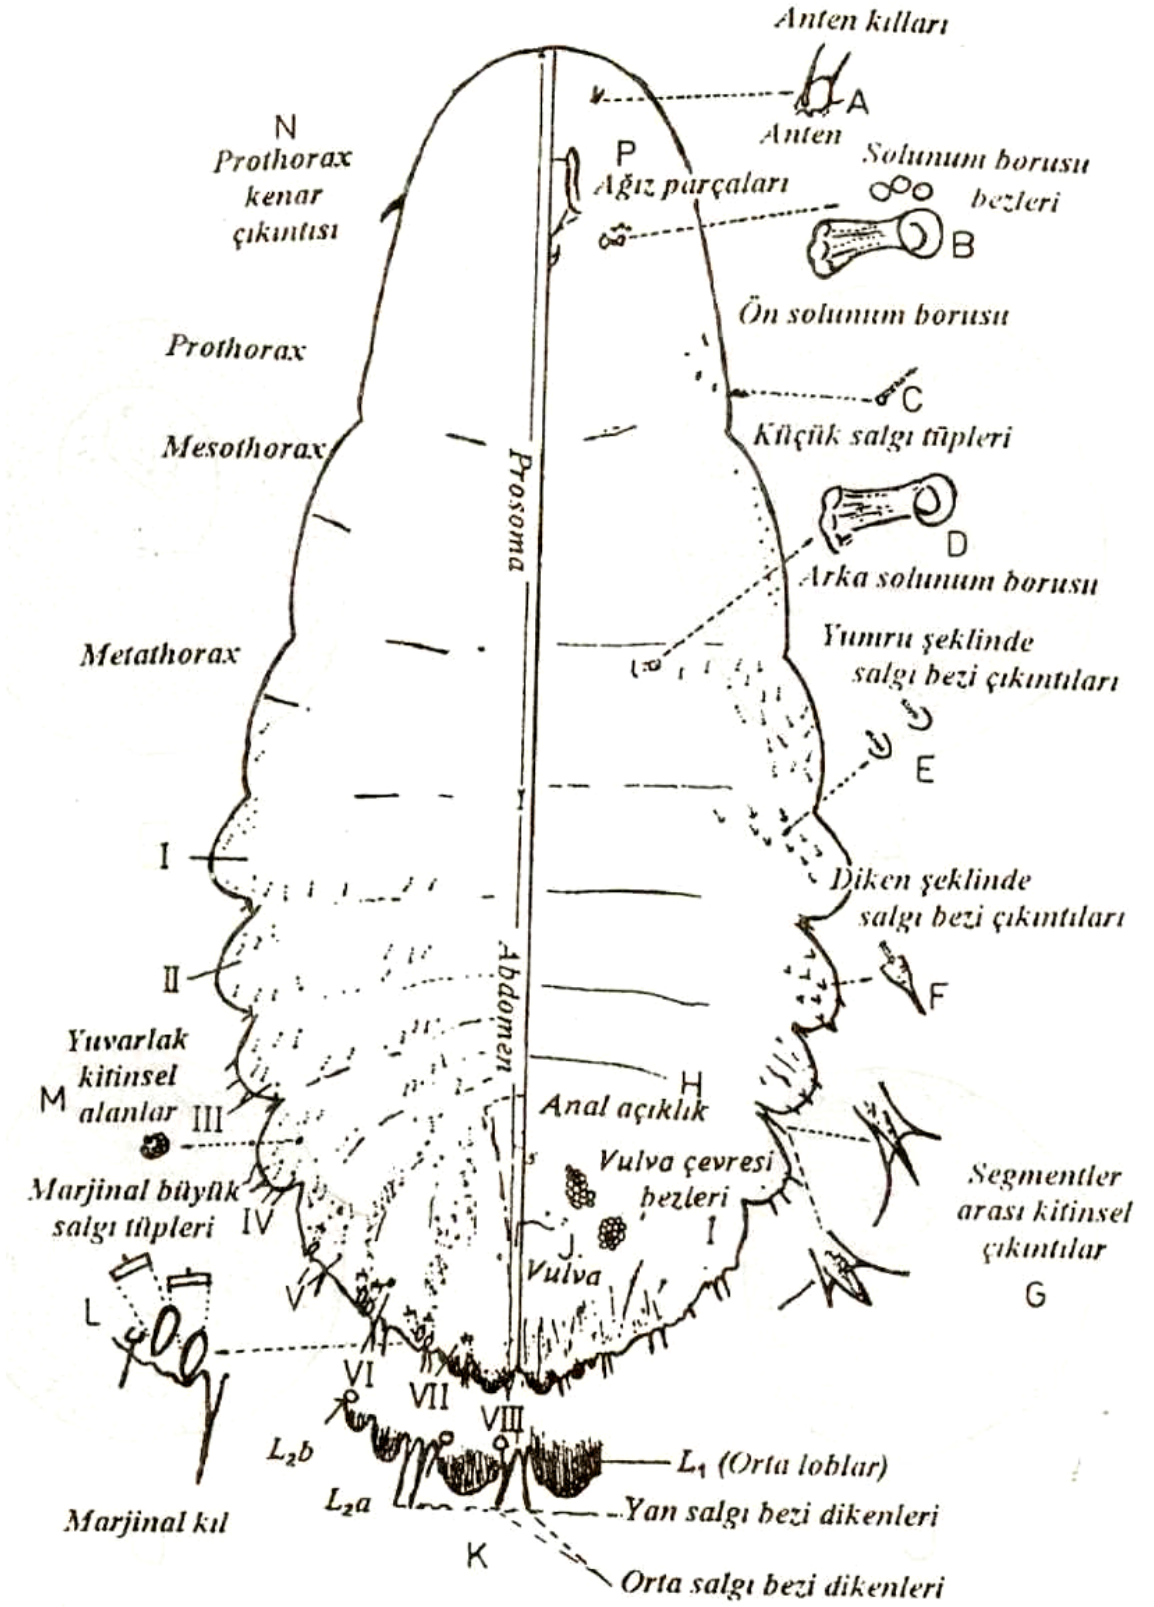 Anten kılları
A
Anten
N
Prothorax
kenar
çıkıntısı
P
Ağız parçaları
Solunum borusu
bezleri
B
Ön solunum borusu
Prothorax
C
Küçük salgı tüpleri
Mesothorax
Prosoma
D
Arka solunum borusu
Metathorax
Yumru şeklinde
salgı bezi çıkıntıları
E
I
Diken şeklinde
salgı bezi çıkıntıları
II
Abdomen
F
Yuvarlak
kitinsel
alanlar
M
III
H
Anal açıklık
Vulva çevresi
bezleri
I
Segmentler
arası kitinsel
çıkıntılar
G
Marjinal büyük
salgı tüpleri
IV
J
Vulva
V
L
VI
VII
VIII
L₂b
L₁ (Orta loblar)
L₂a
Yan salgı bezi dikenleri
Marjinal kıl
K
Orta salgı bezi dikenleri